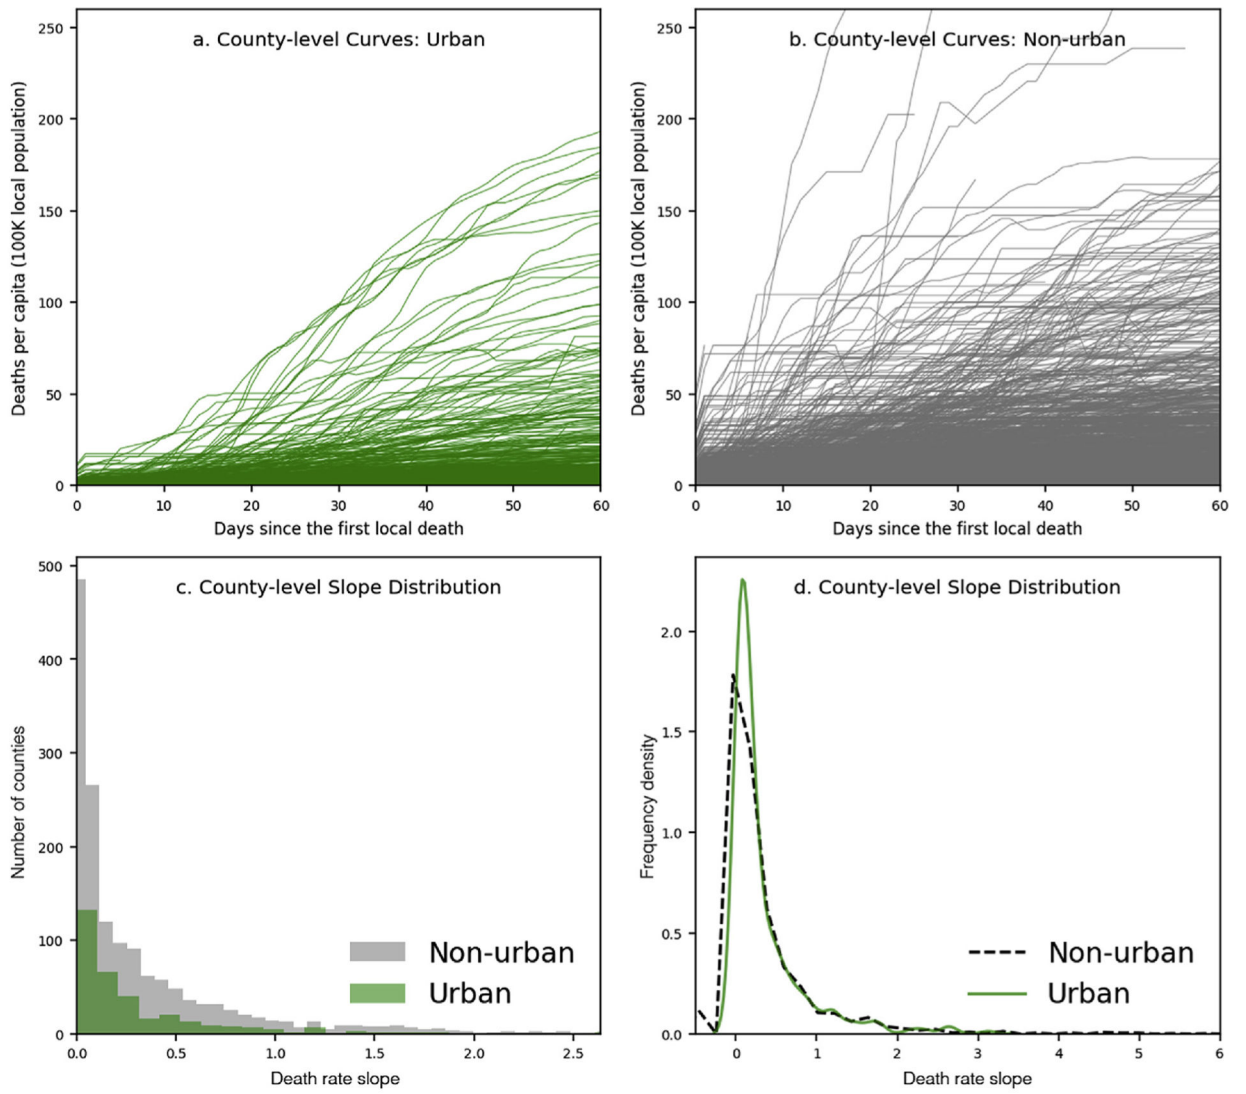 a. County-level Curves: Urban
250
200
150
100
50
0
Deaths per capita (100K local population)
0 10 20 30 40 50 60
Days since the first local death
b. County-level Curves: Non-urban
250
200
150
100
50
0
Deaths per capita (100K local population)
0 10 20 30 40 50 60
Days since the first local death
c. County-level Slope Distribution
500
400
300
200
100
0
Number of counties
Non-urban
Urban
0.0 0.5 1.0 1.5 2.0 2.5
Death rate slope
d. County-level Slope Distribution
2.0
1.5
1.0
0.5
0.0
Frequency density
Non-urban
Urban
0 1 2 3 4 5 6
Death rate slope